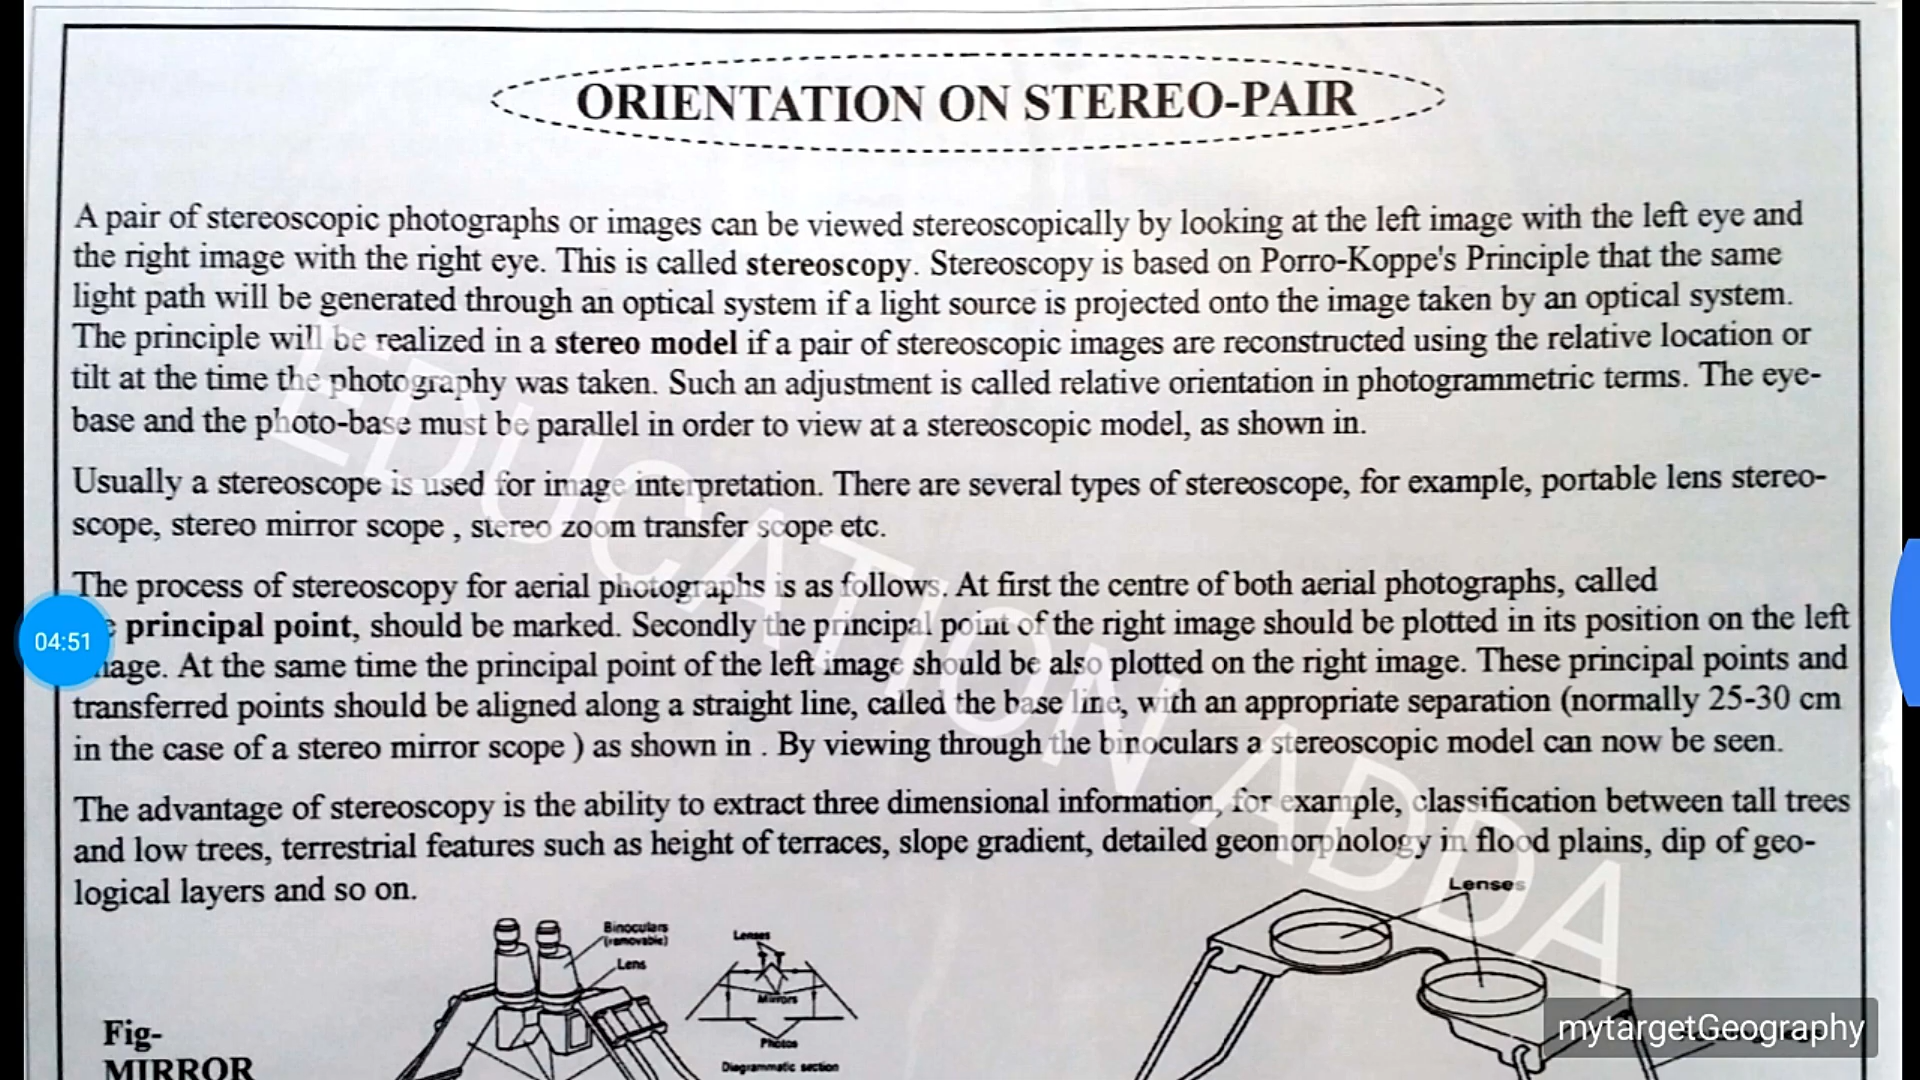 ORIENTATION ON STEREO-PAIR
A pair of stereoscopic photographs or images can be viewed stereoscopically by looking at the left image with the left eye and
the right image with the right eye. This is called stereoscopy. Stereoscopy is based on Porro-Koppe's Principle that the same
light path will be generated through an optical system if a light source is projected onto the image taken by an optical system.
The principle will be realized in a stereo model if a pair of stereoscopic images are reconstructed using the relative location or
tilt at the time the photography was taken. Such an adjustment is called relative orientation in photogrammetric terms. The eye-
base and the photo-base must be parallel in order to view at a stereoscopic model, as shown in.
Usually a stereoscope is used for image interpretation. There are several types of stereoscope, for example, portable lens stereo-
scope, stereo mirror scope , stereo zoom transfer scope etc.
The process of stereoscopy for aerial photographs is as follows. At first the centre of both aerial photographs, called
principal point, should be marked. Secondly the principal point of the right image should be plotted in its position on the left
. At the same time the principal point of the left image should be also plotted on the right image. These principal points and
transferred points should be aligned along a straight line, called the base line, with an appropriate separation (normally 25-30 cm
in the case of a stereo mirror scope ) as shown in . By viewing through the binoculars a stereoscopic model can now be seen.
The advantage of stereoscopy is the ability to extract three dimensional information, for example, classification between tall trees
and low trees, terrestrial features such as height of terraces, slope gradient, detailed geomorphology in flood plains, dip of geo-
logical layers and so on.
04:51
EDUCATION ADDA
Binoculars
(removable)
Lens
Lenses
Mirrors
Photos
Diagrammatic section
Lenses
Fig-
MIRROR
mytargetGeography